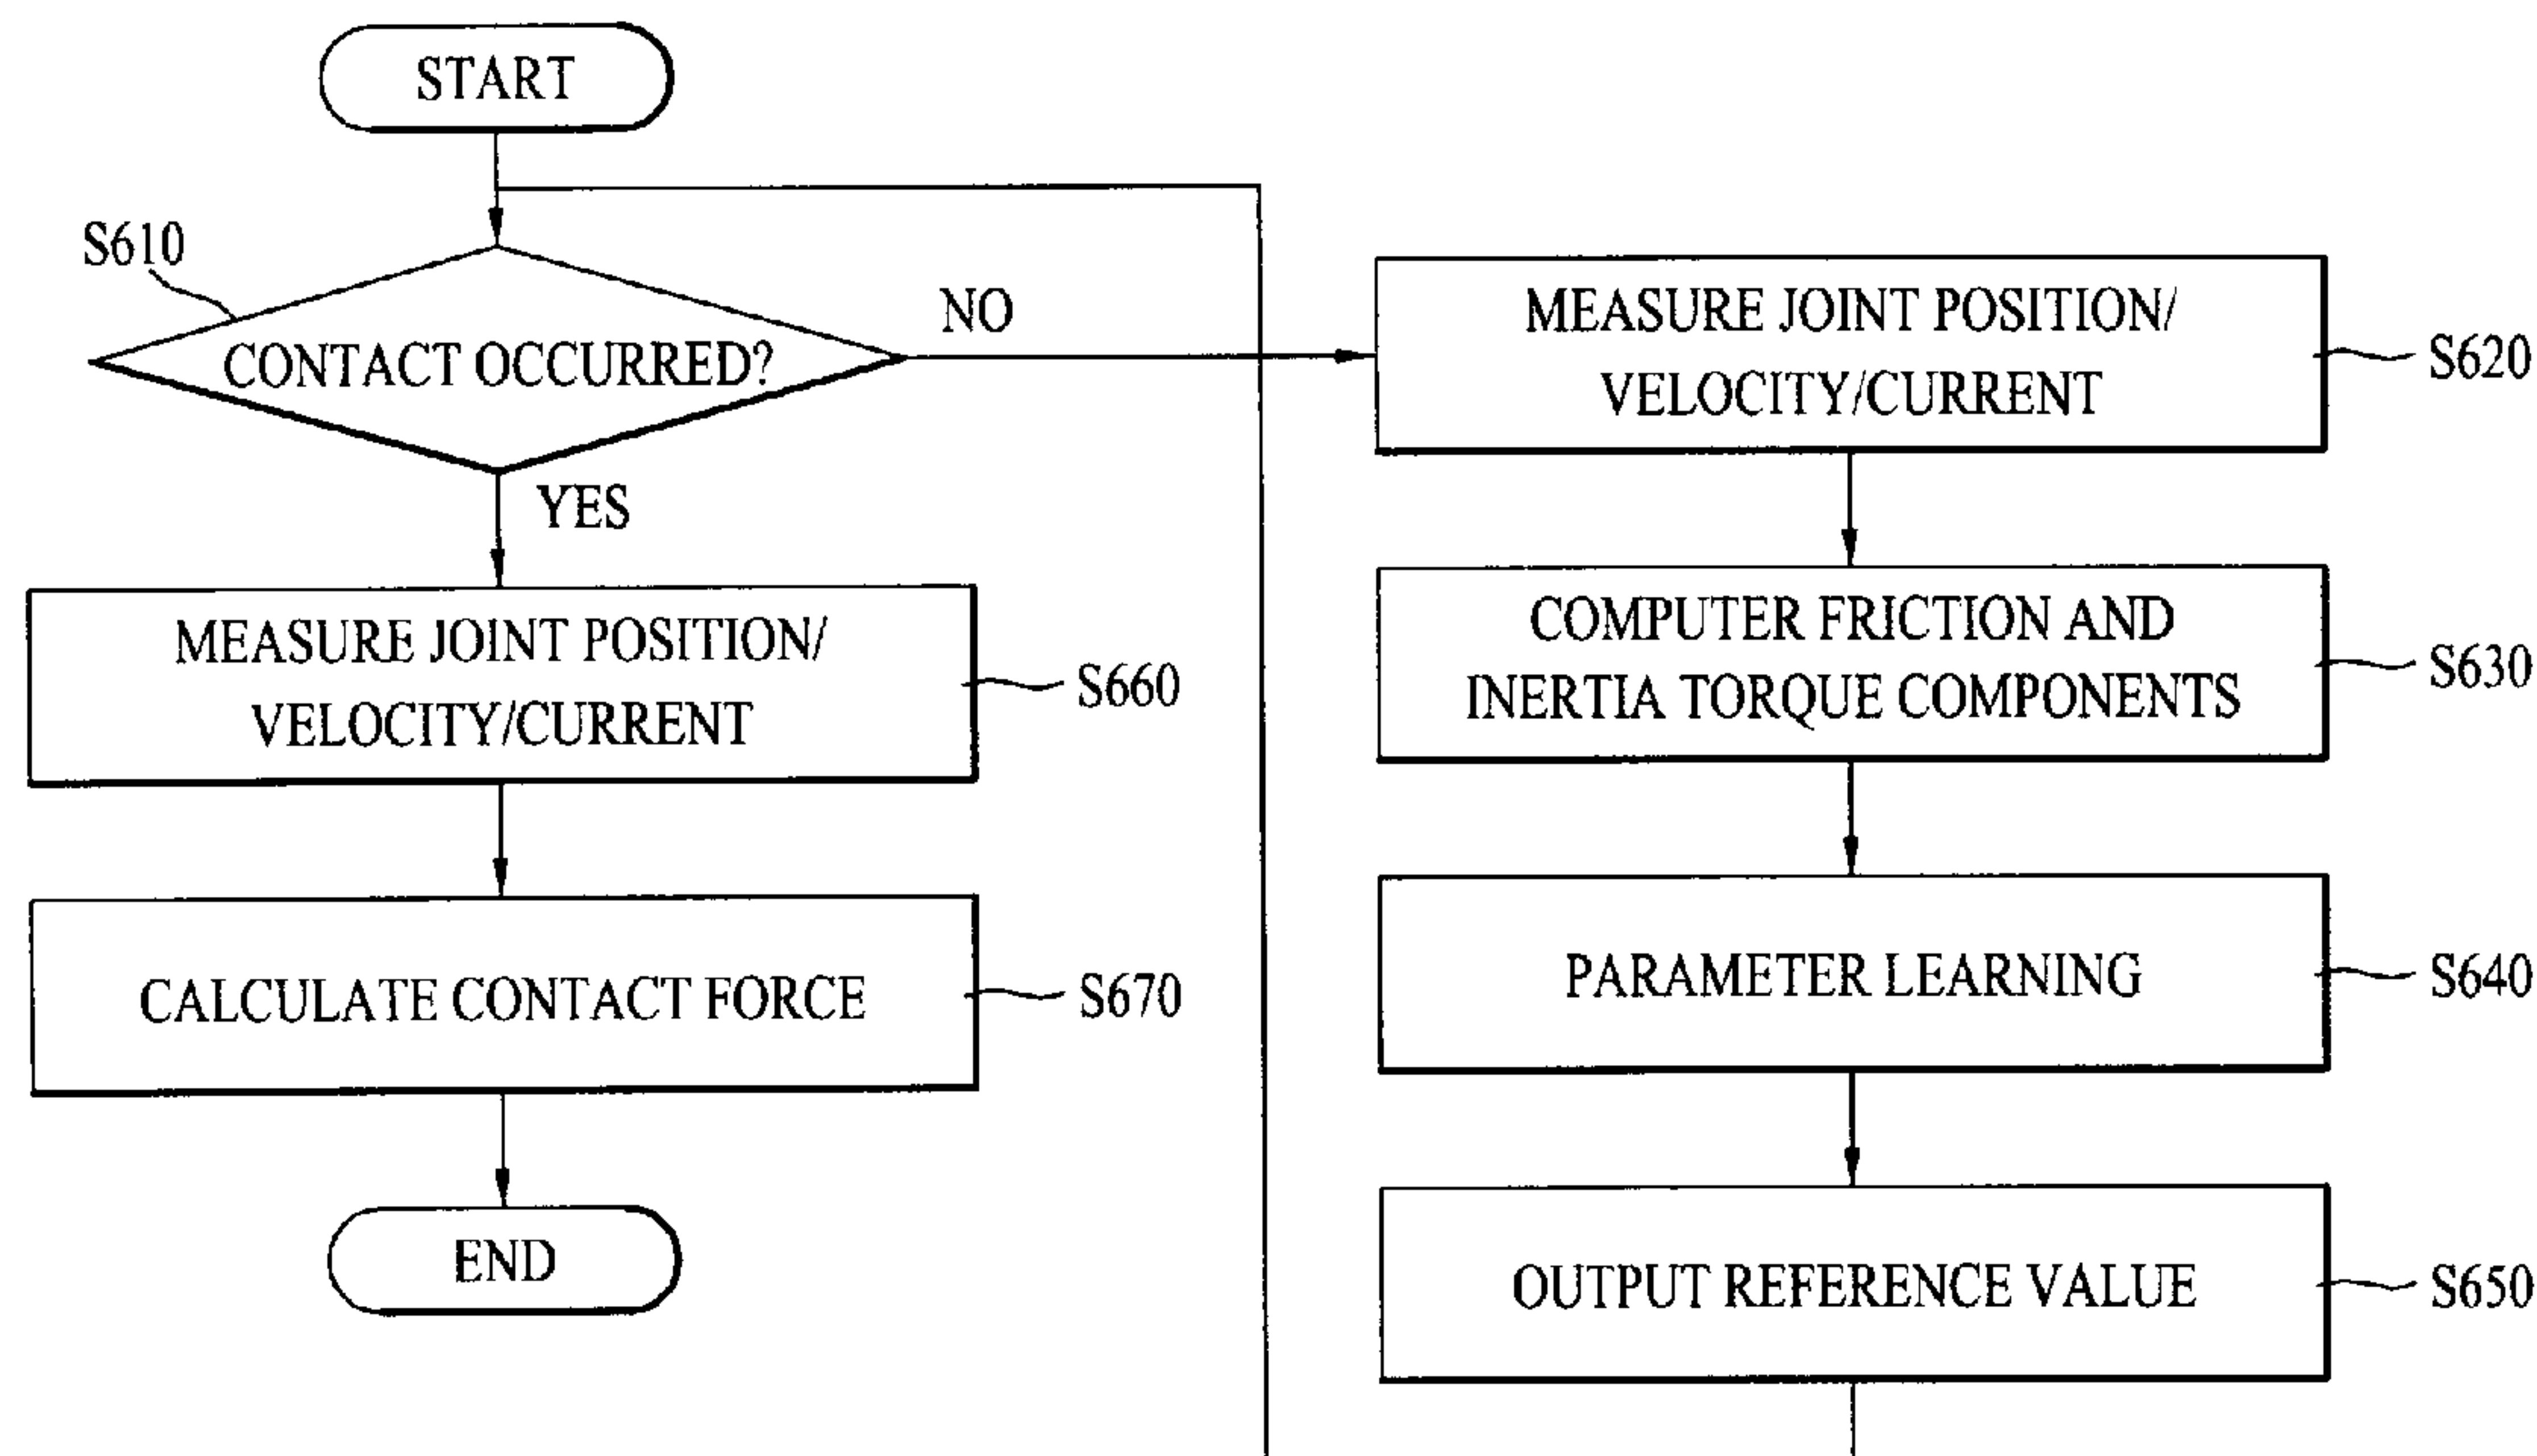 START
S610
CONTACT OCCURRED?
NO
YES
MEASURE JOINT POSITION/
VELOCITY/CURRENT
S660
CALCULATE CONTACT FORCE
S670
END
MEASURE JOINT POSITION/
VELOCITY/CURRENT
S620
COMPUTER FRICTION AND
INERTIA TORQUE COMPONENTS
S630
PARAMETER LEARNING
S640
OUTPUT REFERENCE VALUE
S650